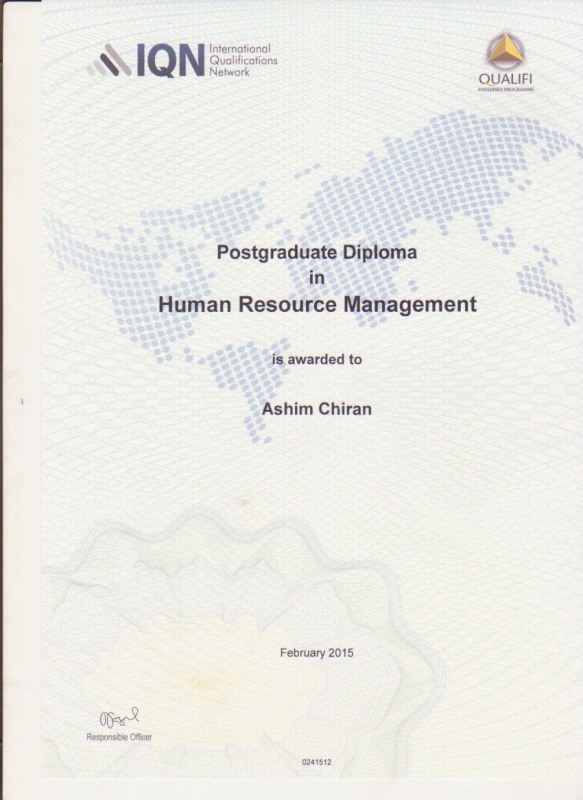 IQN
International
Qualifications
Network
QUALIFI
ENDORSED PROGRAMME
Postgraduate Diploma
in
Human Resource Management
is awarded to
Ashim Chiran
February 2015
Responsible Officer
0241512